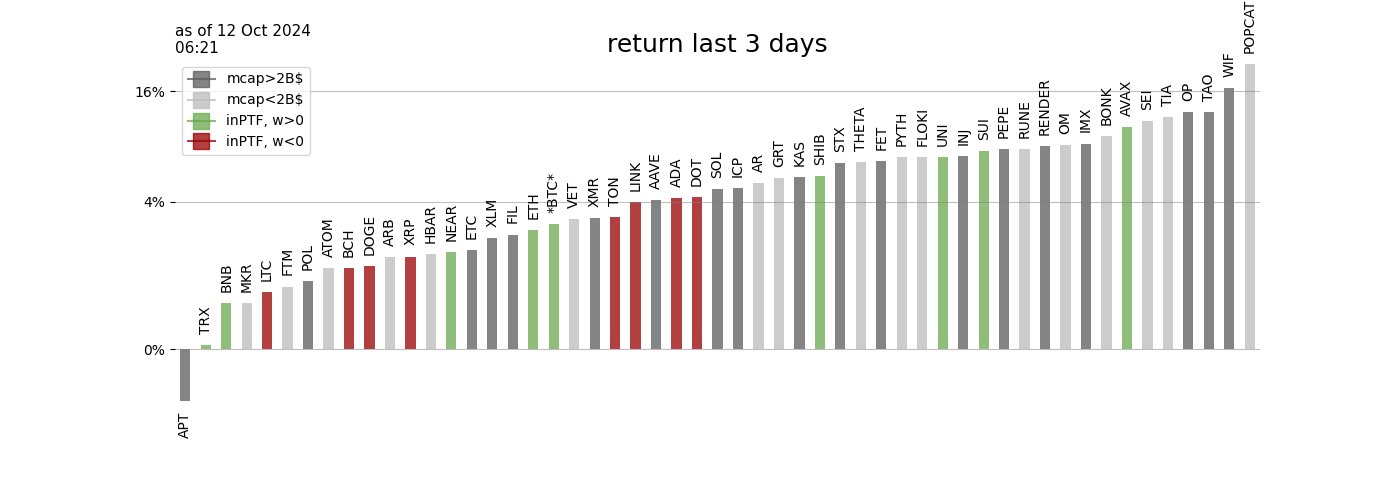 as of 12 Oct 2024
06:21
return last 3 days
mcap>2B$
mcap<2B$
inPTF, w>0
inPTF, w<0
16%
4%
0%
APT
TRX
BNB
MKR
LTC
FTM
POL
ATOM
BCH
DOGE
ARB
XRP
HBAR
NEAR
ETC
XLM
FIL
ETH
*BTC*
VET
XMR
TON
LINK
AAVE
ADA
DOT
SOL
ICP
AR
GRT
KAS
SHIB
STX
THETA
FET
PYTH
FLOKI
UNI
INJ
SUI
PEPE
RUNE
RENDER
OM
IMX
BONK
AVAX
SEI
TIA
OP
TAO
WIF
POPCAT